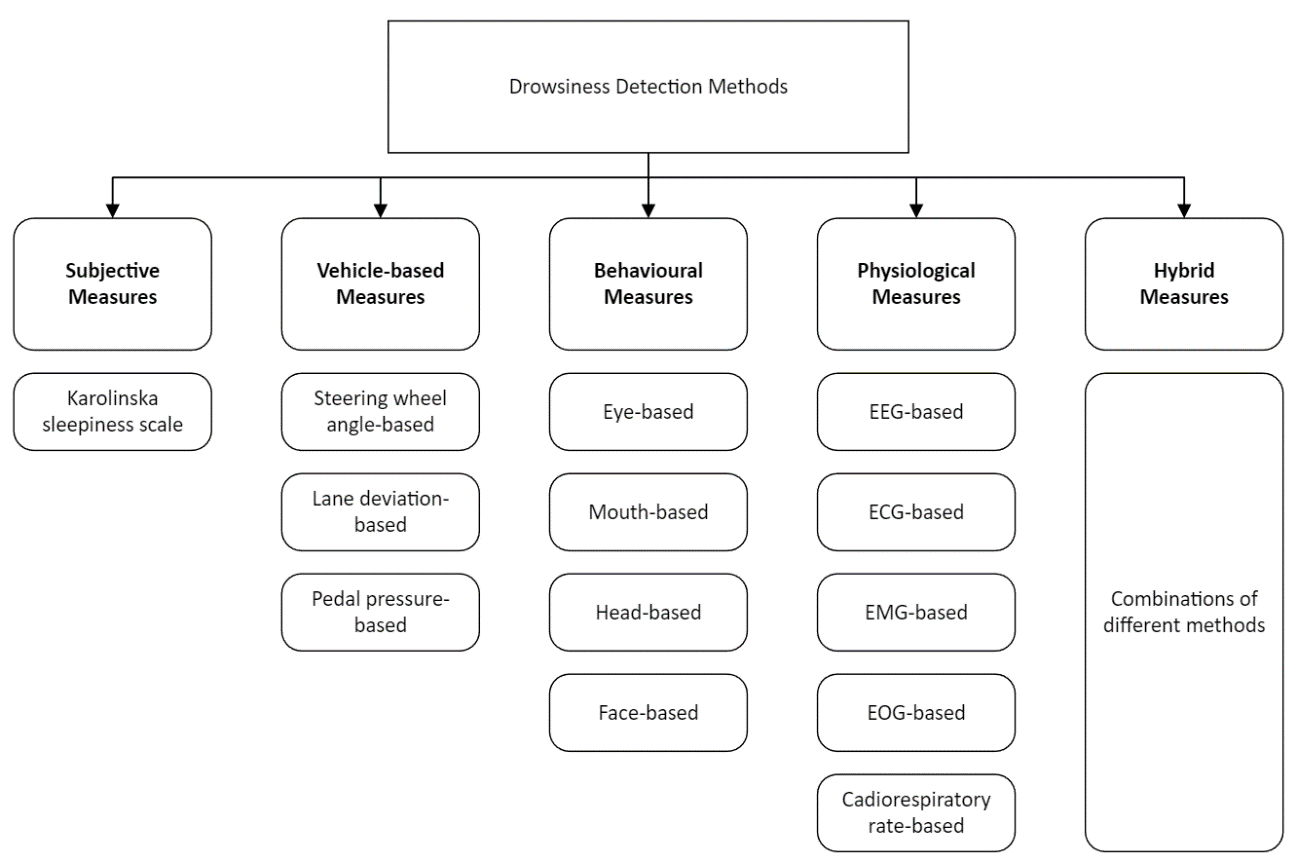 Drowsiness Detection Methods
Subjective
Measures
Vehicle-based
Measures
Behavioural
Measures
Physiological
Measures
Hybrid
Measures
Karolinska
sleepiness scale
Steering wheel
angle-based
Lane deviation-
based
Pedal pressure-
based
Eye-based
Mouth-based
Head-based
Face-based
EEG-based
ECG-based
EMG-based
EOG-based
Cadiorespiratory
rate-based
Combinations of
different methods